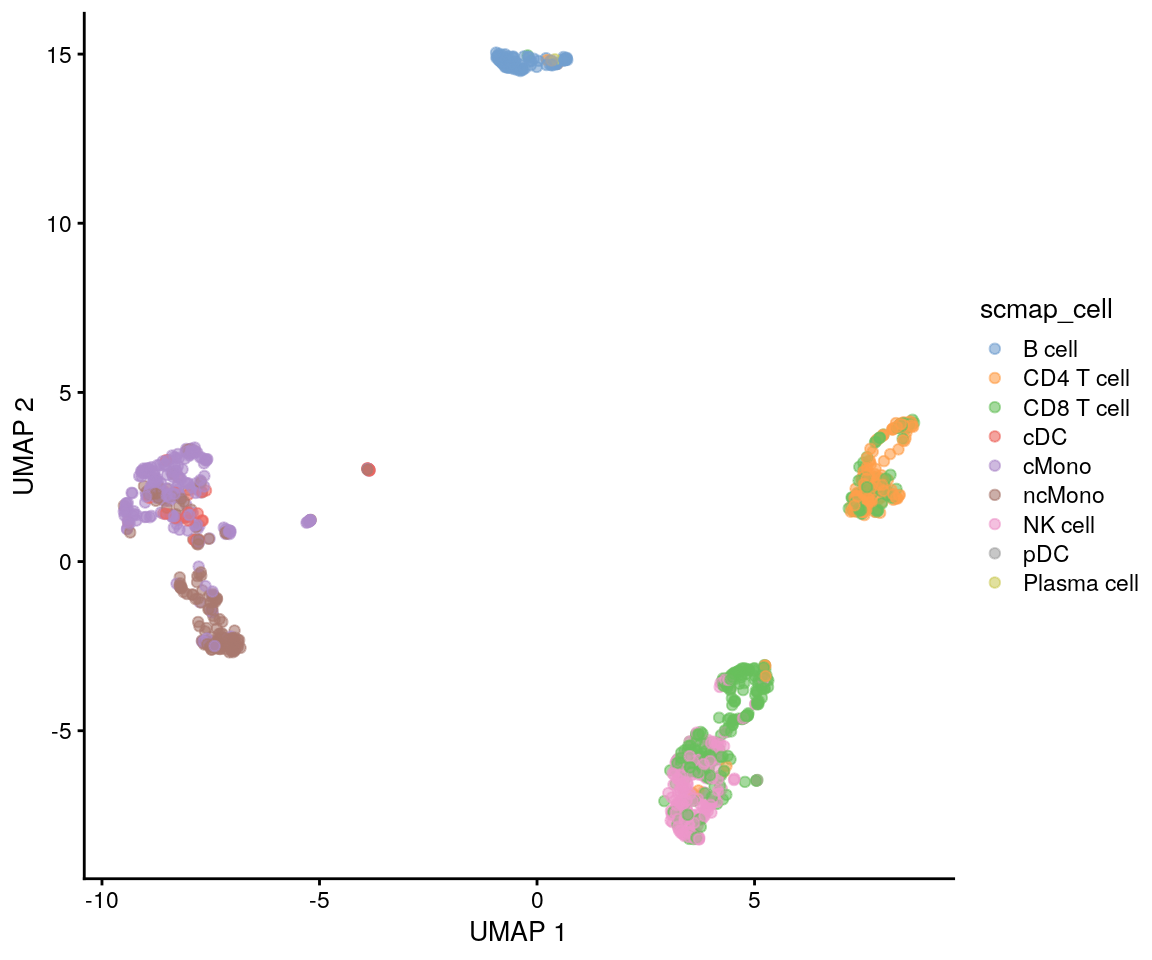 15
10
5
0
-5
UMAP 2
-10
-5
0
5
UMAP 1
scmap_cell
B cell
CD4 T cell
CD8 T cell
cDC
cMono
ncMono
NK cell
pDC
Plasma cell